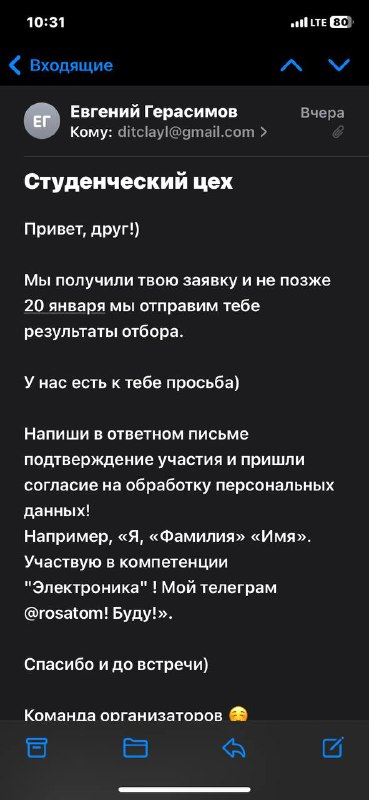 10:31
LTE 80
Входящие
ЕГ
Евгений Герасимов
Вчера
Кому: ditclayl@gmail.com
Студенческий цех
Привет, друг!)
Мы получили твою заявку и не позже
20 января мы отправим тебе
результаты отбора.
У нас есть к тебе просьба)
Напиши в ответном письме
подтверждение участия и пришли
согласие на обработку персональных
данных!
Например, «Я, «Фамилия» «Имя».
Участвую в компетенции
"Электроника" ! Мой телеграм
@rosatom! Буду!».
Спасибо и до встречи)
Команда организаторов 😌